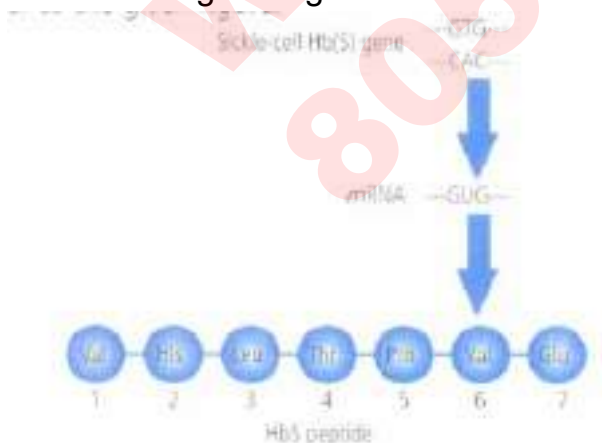 Sickle-cell Hb(S) gene
—GTG—
—CAC—
mRNA —GUG—
Val His Leu Thr Pro Val Glu
1 2 3 4 5 6 7
HbS peptide
805